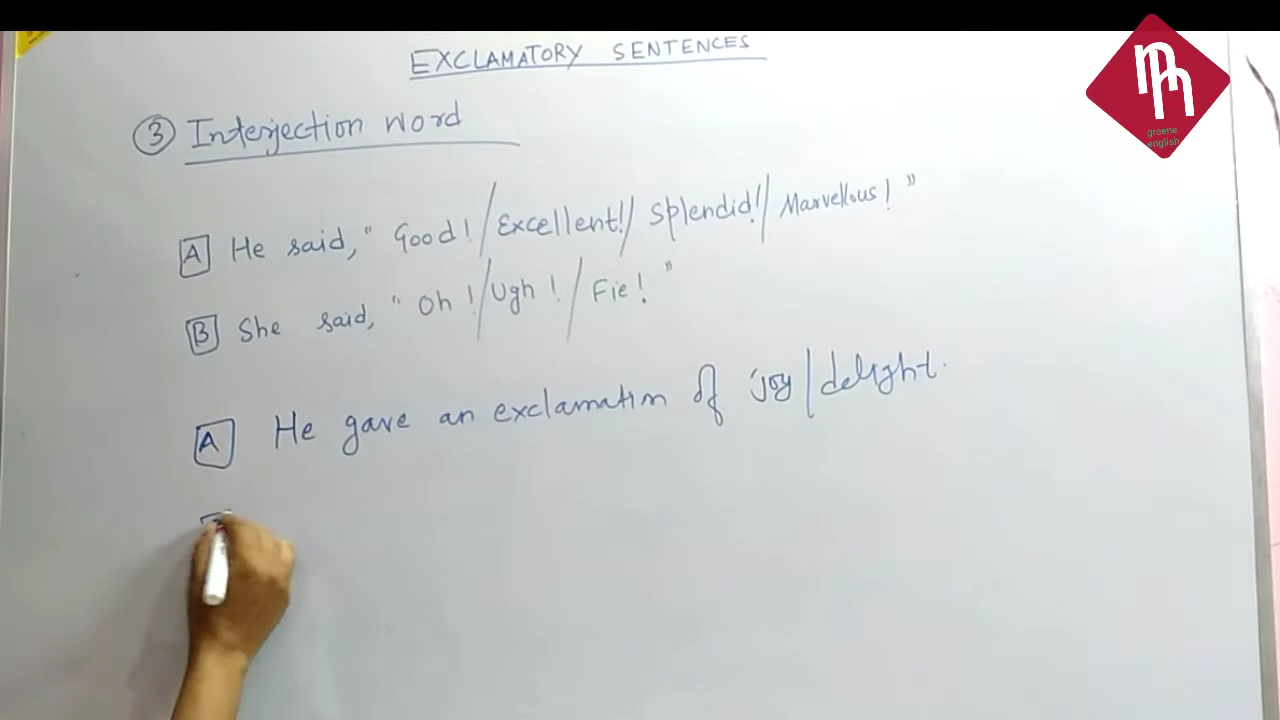 EXCLAMATORY SENTENCES
③ Interjection word
A He said, "Good!/Excellent!/Splendid!/Marvellous!"
B She said, "Oh!/Ugh!/Fie!"
A He gave an exclamation of joy/delight.
greene
english